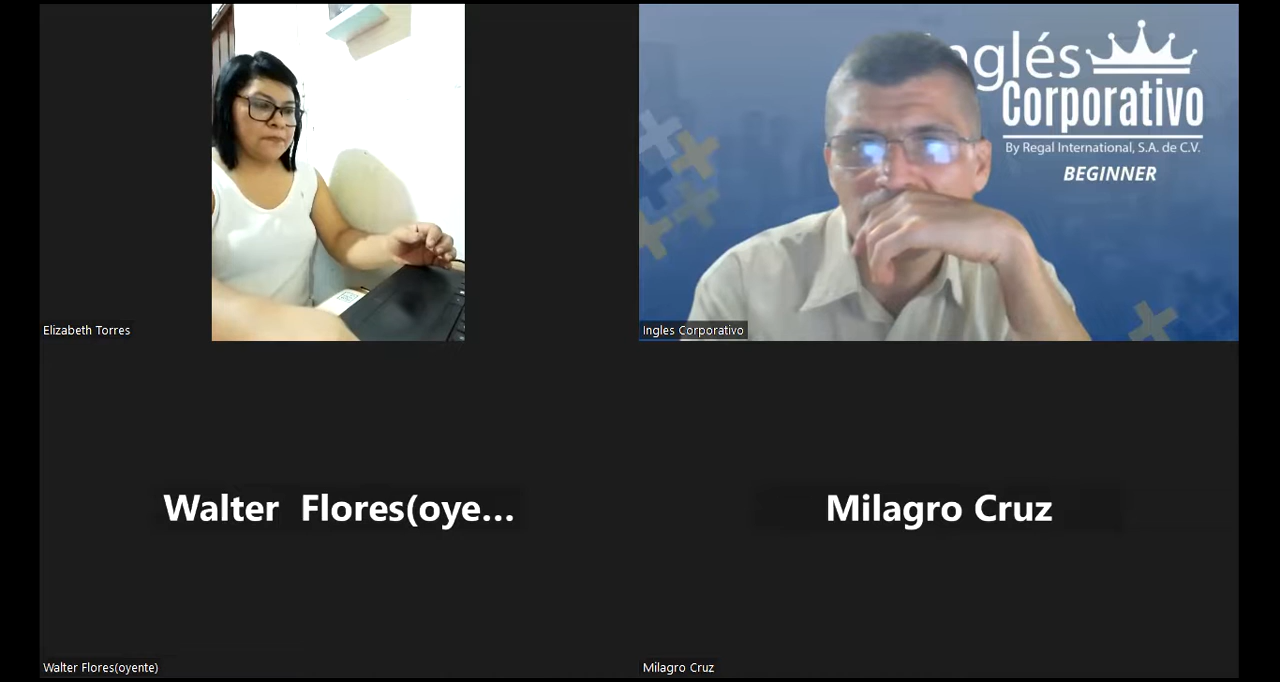 Inglés
Corporativo
By Regal International, S.A. de C.V.
BEGINNER
Elizabeth Torres
Ingles Corporativo
Walter Flores(oye...
Milagro Cruz
Walter Flores(oyente)
Milagro Cruz